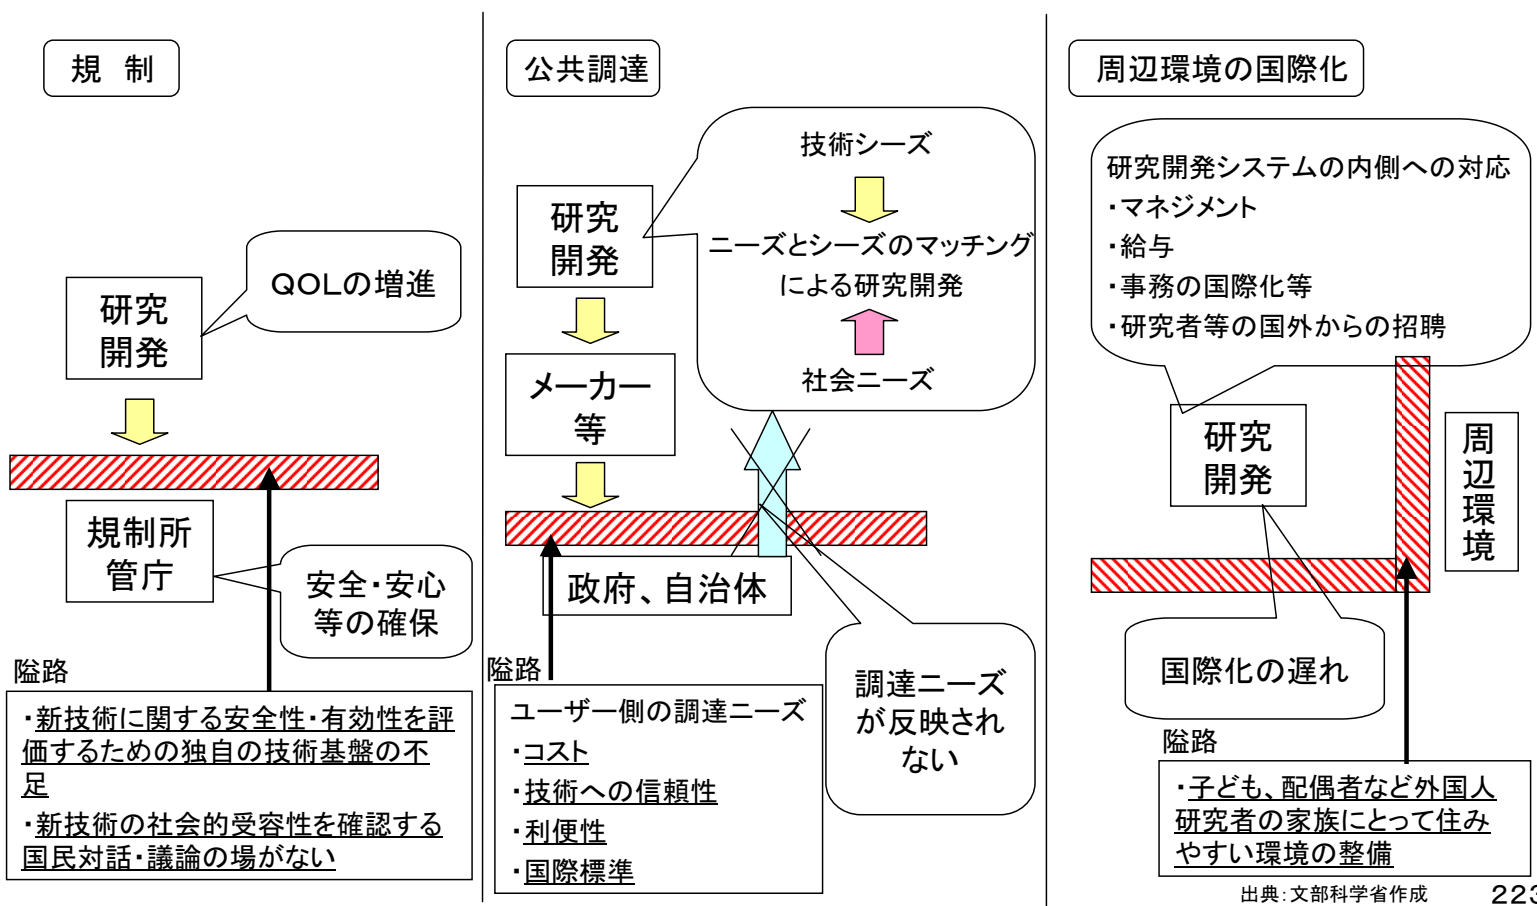 規　制
研究
開発
QOLの増進
規制所
管庁
安全・安心
等の確保
隘路
・新技術に関する安全性・有効性を評
価するための独自の技術基盤の不
足
・新技術の社会的受容性を確認する
国民対話・議論の場がない
公共調達
技術シーズ
研究
開発
ニーズとシーズのマッチング
による研究開発
社会ニーズ
メーカー
等
政府、自治体
隘路
ユーザー側の調達ニーズ
・コスト
・技術への信頼性
・利便性
・国際標準
調達ニーズ
が反映され
ない
周辺環境の国際化
研究開発システムの内側への対応
・マネジメント
・給与
・事務の国際化等
・研究者等の国外からの招聘
研究
開発
周辺環境
国際化の遅れ
隘路
・子ども、配偶者など外国人
研究者の家族にとって住み
やすい環境の整備
出典：文部科学省作成
223